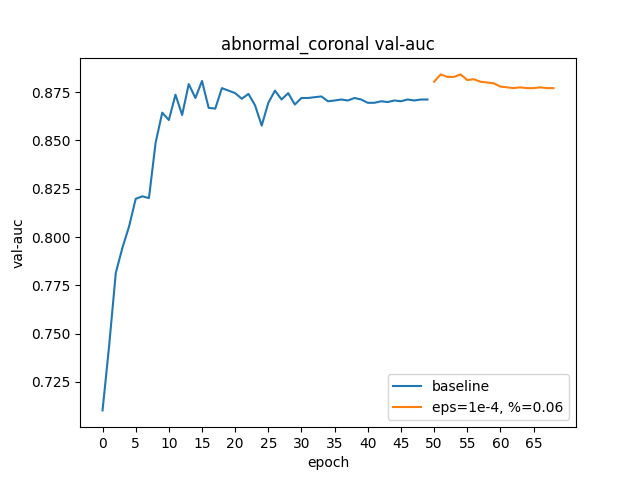 abnormal_coronal val-auc
val-auc
0.875
0.850
0.825
0.800
0.775
0.750
0.725
baseline
eps=1e-4, %=0.06
0 5 10 15 20 25 30 35 40 45 50 55 60 65
epoch